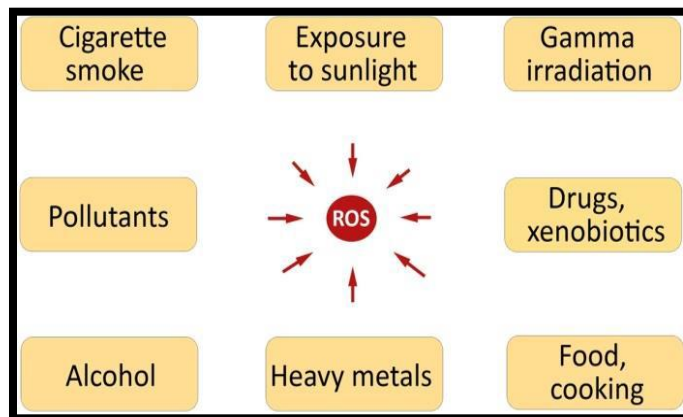 Cigarette
smoke
Exposure
to sunlight
Gamma
irradiation
Pollutants
ROS
Drugs,
xenobiotics
Alcohol
Heavy metals
Food,
cooking